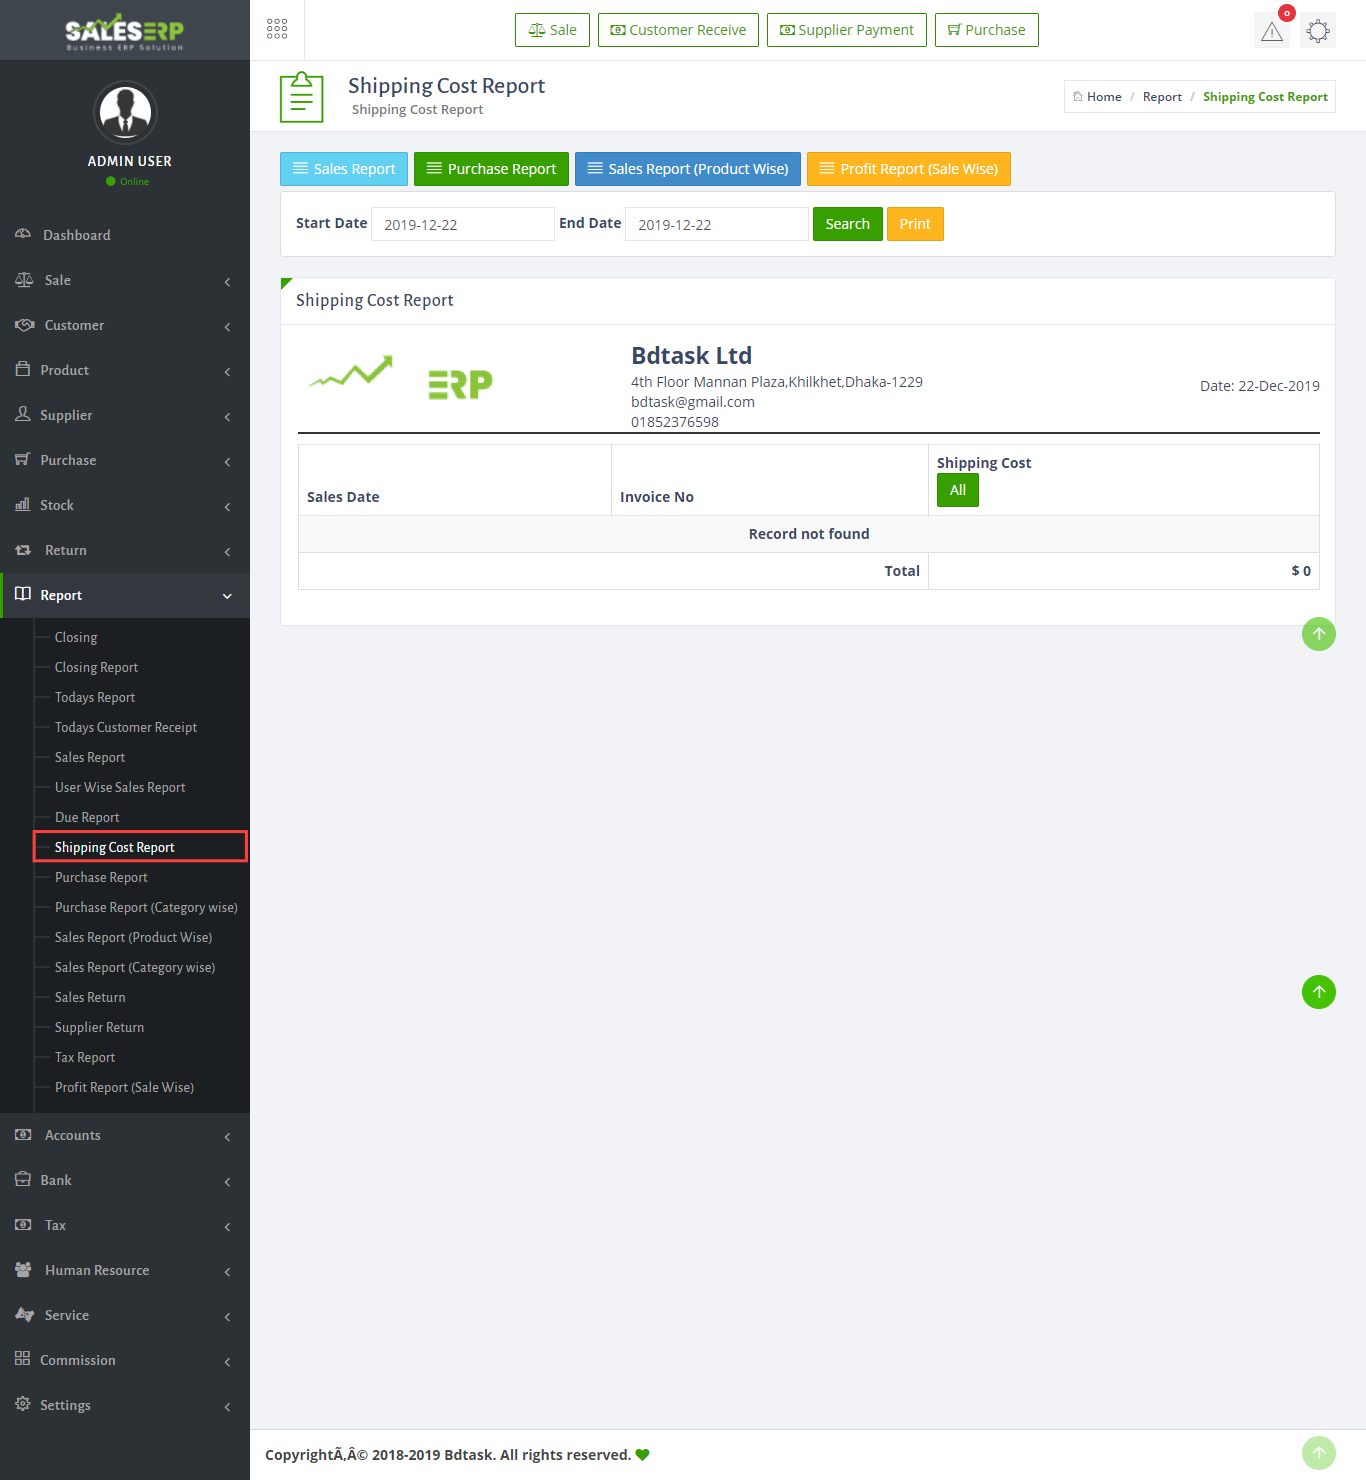 SALESERP
Business ERP Solution
ADMIN USER
Online
Dashboard
Sale
Customer
Product
Supplier
Purchase
Stock
Return
Report
Closing
Closing Report
Todays Report
Todays Customer Receipt
Sales Report
User Wise Sales Report
Due Report
Shipping Cost Report
Purchase Report
Purchase Report (Category wise)
Sales Report (Product Wise)
Sales Report (Category wise)
Sales Return
Supplier Return
Tax Report
Profit Report (Sale Wise)
Accounts
Bank
Tax
Human Resource
Service
Commission
Settings
Sale Customer Receive Supplier Payment Purchase
0
Shipping Cost Report
Shipping Cost Report
Home / Report / Shipping Cost Report
Sales Report Purchase Report Sales Report (Product Wise) Profit Report (Sale Wise)
Start Date 2019-12-22 End Date 2019-12-22 Search Print
Shipping Cost Report
ERP
Bdtask Ltd
4th Floor Mannan Plaza,Khilkhet,Dhaka-1229
bdtask@gmail.com
01852376598
Date: 22-Dec-2019
Sales Date Invoice No Shipping Cost
All
Record not found
Total $ 0
CopyrightÃ‚Â© 2018-2019 Bdtask. All rights reserved.